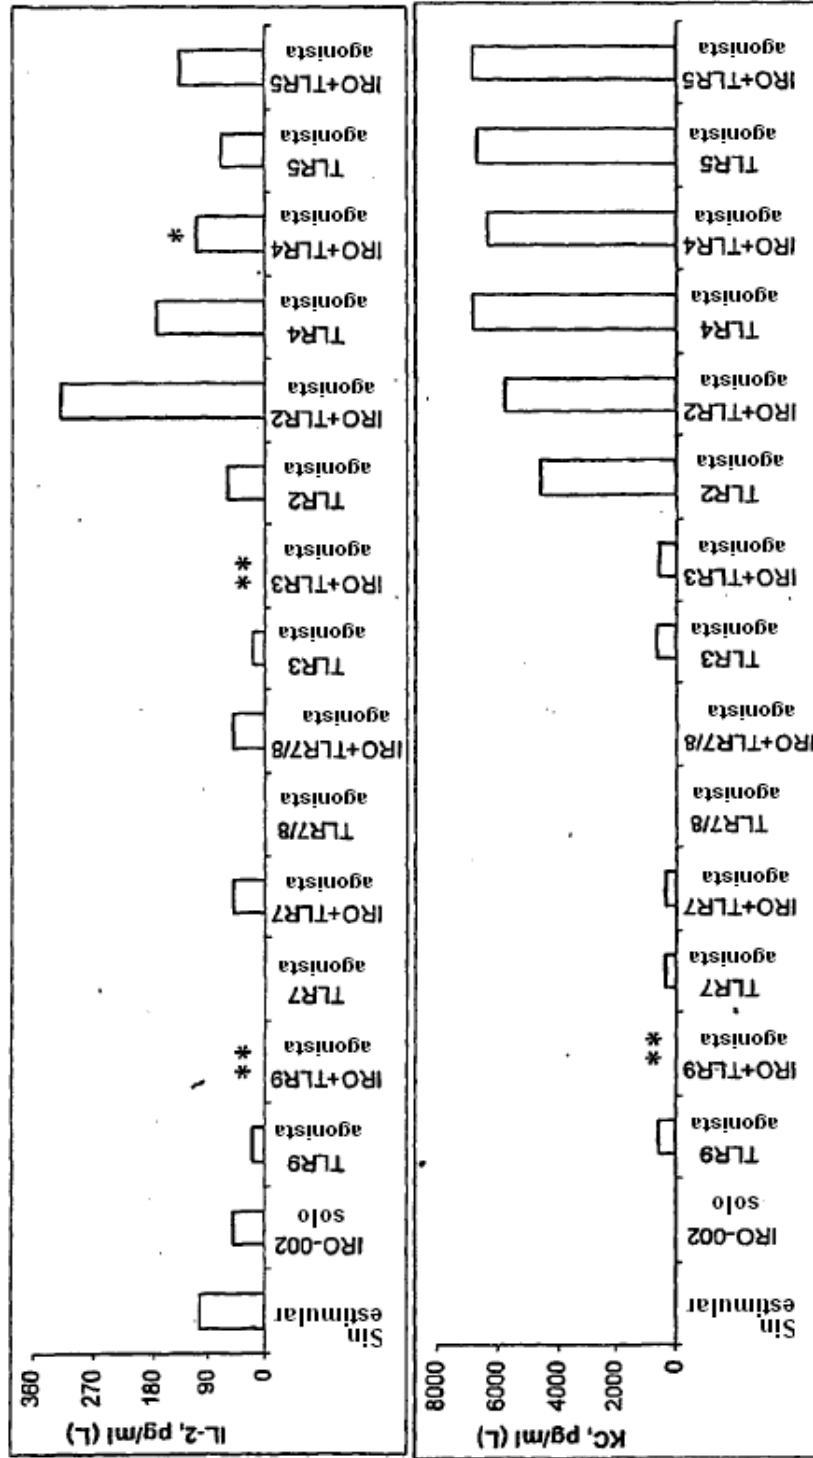 IL-2, pg/ml (L)
380
270
180
90
0
Sin
estimular
IRO-002
solo
TLR9
agonista
**
IRO+TLR9
agonista
TLR7
agonista
IRO+TLR7
agonista
TLR7/8
agonista
IRO+TLR7/8
agonista
TLR3
agonista
**
IRO+TLR3
agonista
TLR2
agonista
IRO+TLR2
agonista
TLR4
agonista
*
IRO+TLR4
agonista
TLR5
agonista
IRO+TLR5
agonista
KC, pg/ml (L)
8000
6000
4000
2000
0
Sin
estimular
IRO-002
solo
TLR9
agonista
**
IRO+TLR9
agonista
TLR7
agonista
IRO+TLR7
agonista
TLR7/8
agonista
IRO+TLR7/8
agonista
TLR3
agonista
IRO+TLR3
agonista
TLR2
agonista
IRO+TLR2
agonista
TLR4
agonista
IRO+TLR4
agonista
TLR5
agonista
IRO+TLR5
agonista